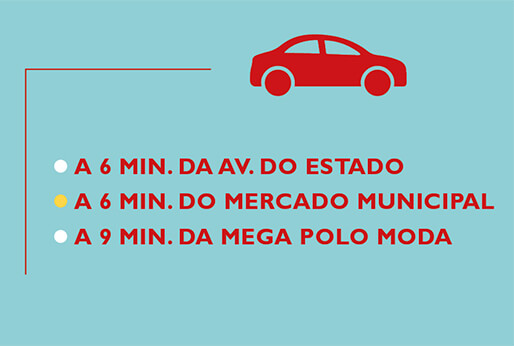 A 6 MIN. DA AV. DO ESTADO
A 6 MIN. DO MERCADO MUNICIPAL
A 9 MIN. DA MEGA POLO MODA